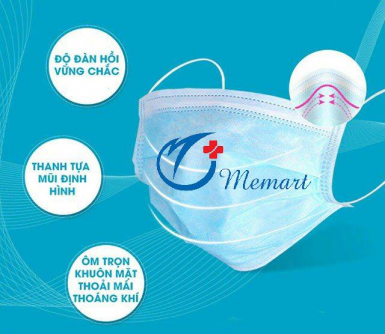 ĐỘ ĐÀN HỒI
VỮNG CHẮC
THANH TỰA
MŨI ĐỊNH
HÌNH
Memart
ÔM TRỌN
KHUÔN MẶT
THOẢI MÁI
THOÁNG KHÍ